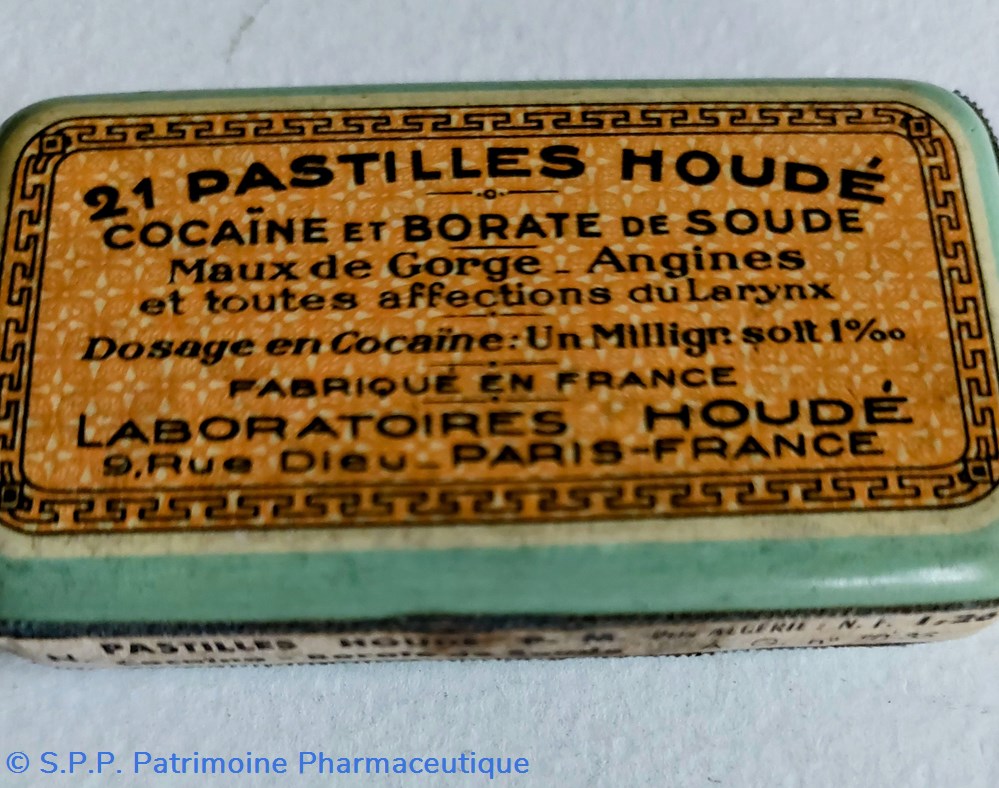 21 PASTILLES HOUDÉ
COCAÏNE ET BORATE DE SOUDE
Maux de Gorge - Angines
et toutes affections du Larynx
Dosage en Cocaïne: Un Milligr. soit 1‰
FABRIQUÉ EN FRANCE
LABORATOIRES HOUDÉ
9, Rue Dieu - PARIS-FRANCE
PASTILLES HOUDÉ ALGÉRIE: N.F.
© S.P.P. Patrimoine Pharmaceutique